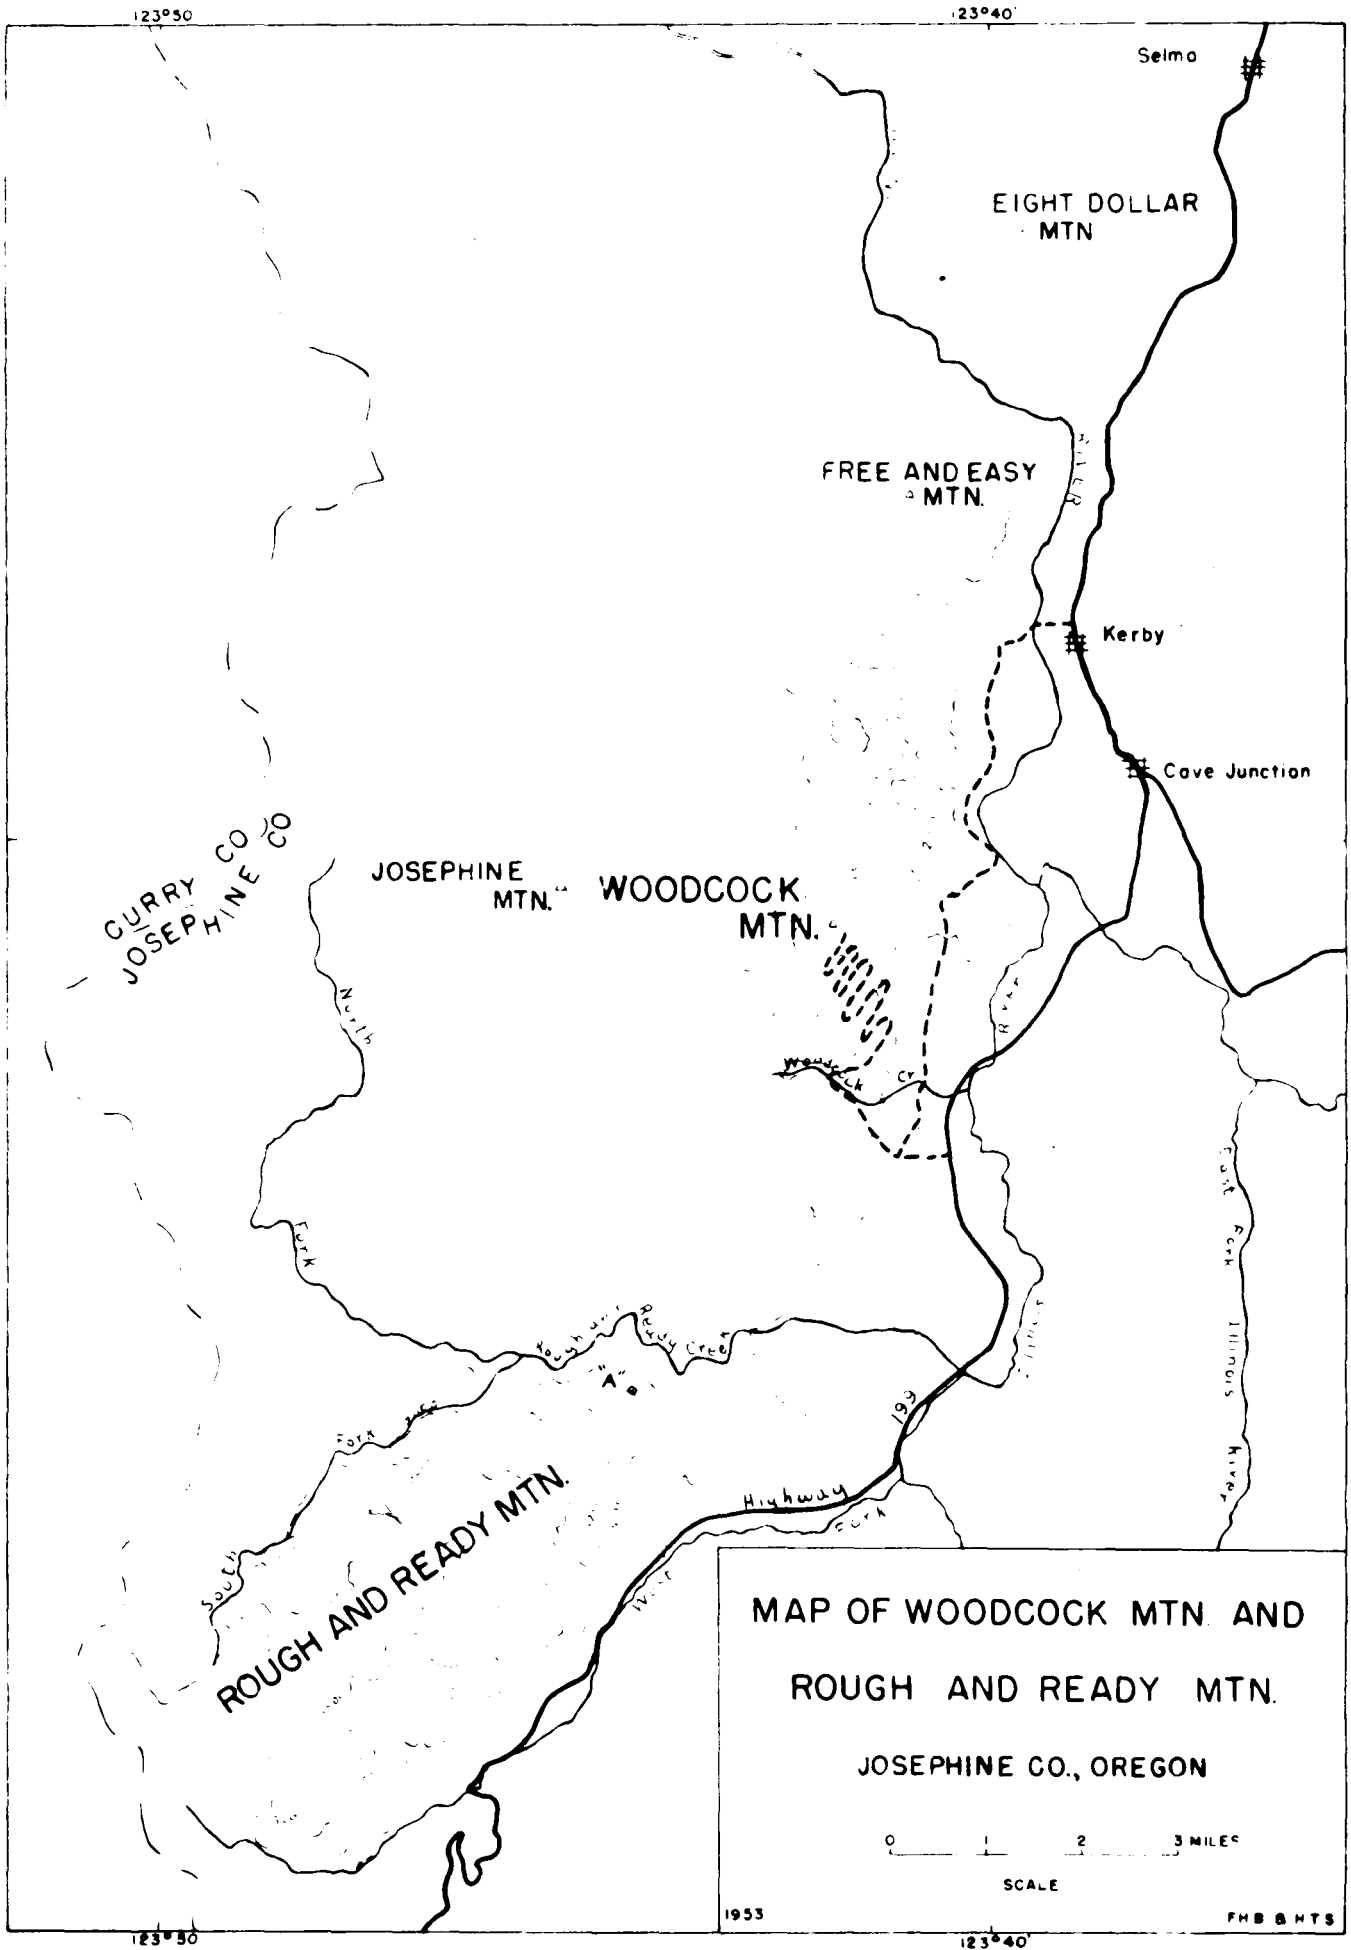 123°50'
123°40'
Selma
EIGHT DOLLAR
MTN
RIVER
FREE AND EASY
MTN.
Kerby
Cave Junction
CURRY CO
JOSEPHINE CO
JOSEPHINE
MTN.
WOODCOCK
MTN.
North
River
Woodcock Cr.
Fork
East Fork Illinois River
Rough and Ready Creek
"A"
Illinois
Fork
199
Highway
Fork
West
South
ROUGH AND READY MTN.
MAP OF WOODCOCK MTN. AND
ROUGH AND READY MTN.
JOSEPHINE CO., OREGON
0 1 2 3 MILES
SCALE
1953
FHB & HTS
123°50'
123°40'